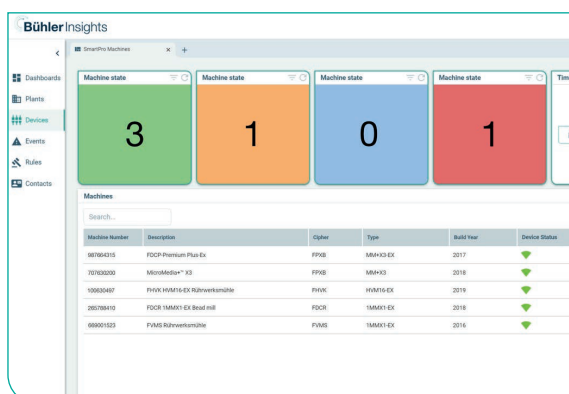 Bühler Insights
SmartPro Machines × +
Dashboards
Plants
Devices
Events
Rules
Contacts
Machine state
3
Machine state
1
Machine state
0
Machine state
1
Tim
Machines
Search...
Machine Number Description Cipher Type Build Year Device Status
987664315 FDCP-Premium Plus-Ex FPXB MM+X3-EX 2017
707630200 MicroMedia+™ X3 FPXB MM+X3 2018
100030497 FHVK HVM16-EX Rührwerksmühle FHVK HVM16-EX 2019
265788410 FDCR 1MMX1-EX Bead mill FDCR 1MMX1-EX 2018
689001523 FVMS Rührwerksmühle FVMS 1MMX1-EX 2016